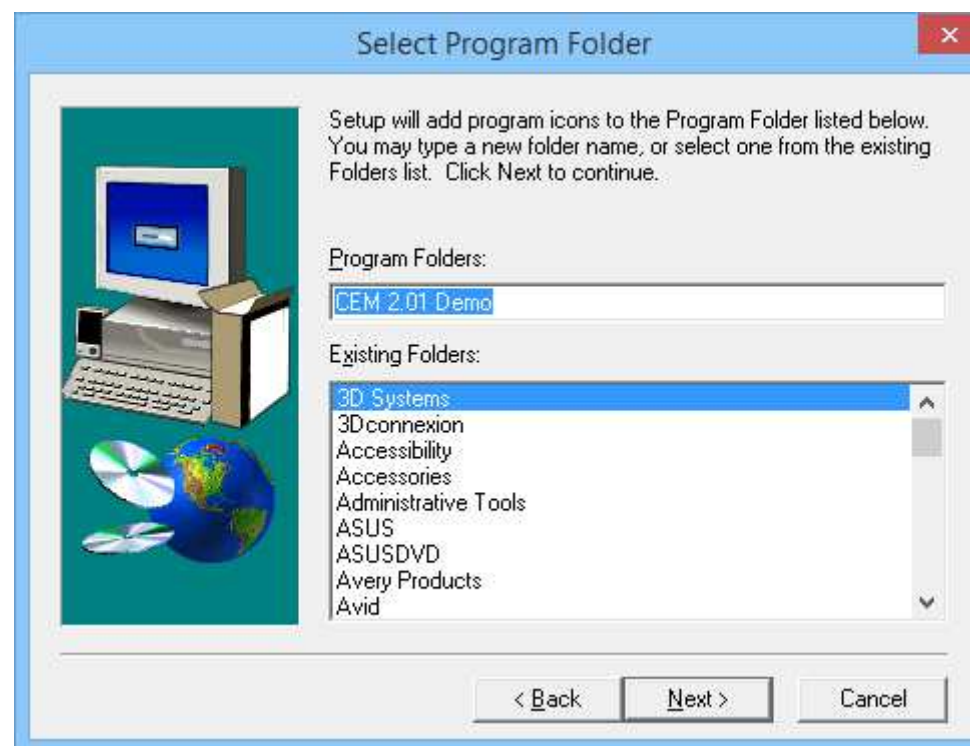 Select Program Folder
Setup will add program icons to the Program Folder listed below.
You may type a new folder name, or select one from the existing
Folders list.  Click Next to continue.
Program Folders:
CEM 2.01 Demo
Existing Folders:
3D Systems
3Dconnexion
Accessibility
Accessories
Administrative Tools
ASUS
ASUSDVD
Avery Products
Avid
< Back
Next >
Cancel